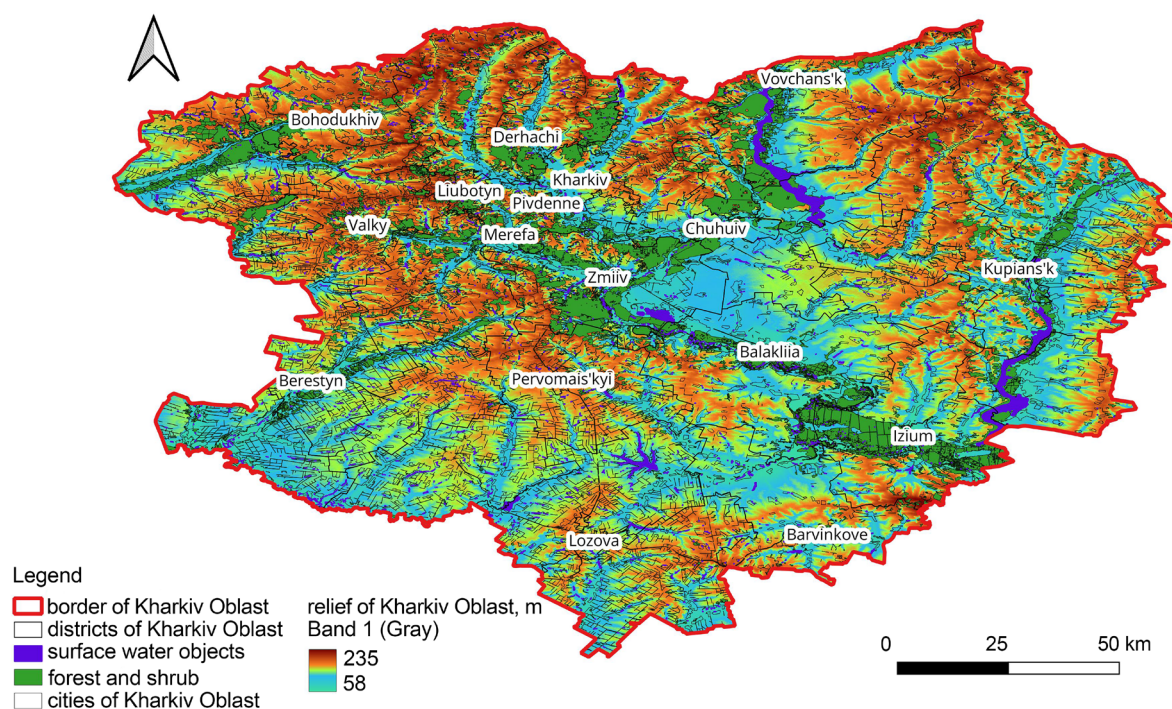 Vovchans'k
Bohodukhiv
Derhachi
Kharkiv
Liubotyn
Pivdenne
Valky
Merefa
Chuhuiv
Zmiiv
Kupians'k
Balakliia
Berestyn
Pervomais'kyi
Izium
Lozova
Barvinkove
Legend
border of Kharkiv Oblast
districts of Kharkiv Oblast
surface water objects
forest and shrub
cities of Kharkiv Oblast
relief of Kharkiv Oblast, m
Band 1 (Gray)
235
58
0 25 50 km